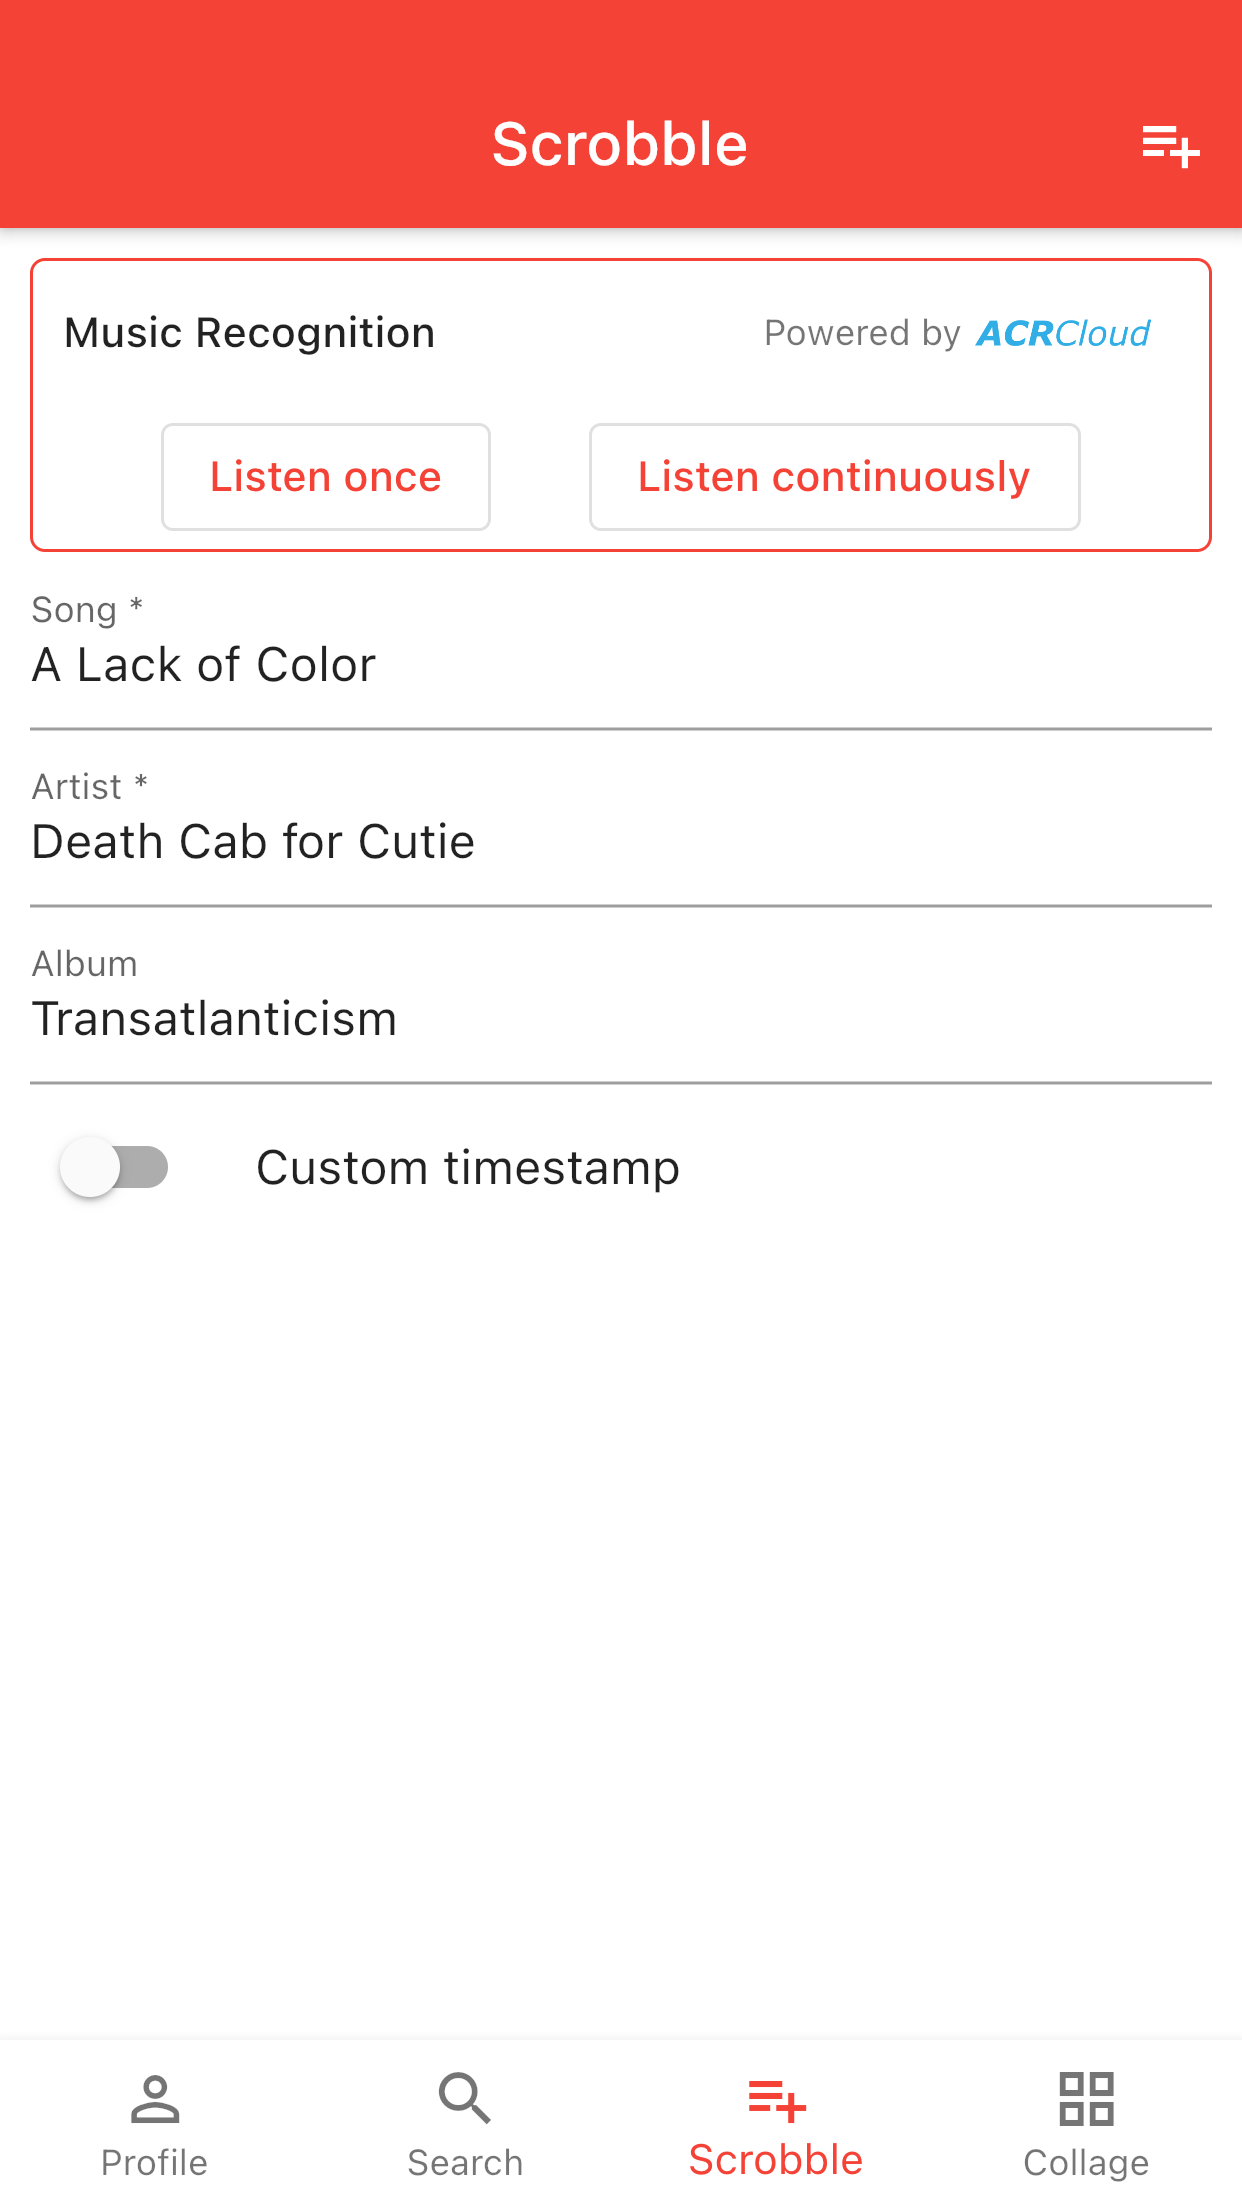 Scrobble
Music Recognition
Powered by ACRCloud
Listen once
Listen continuously
Song *
A Lack of Color
Artist *
Death Cab for Cutie
Album
Transatlanticism
Custom timestamp
Profile
Search
Scrobble
Collage